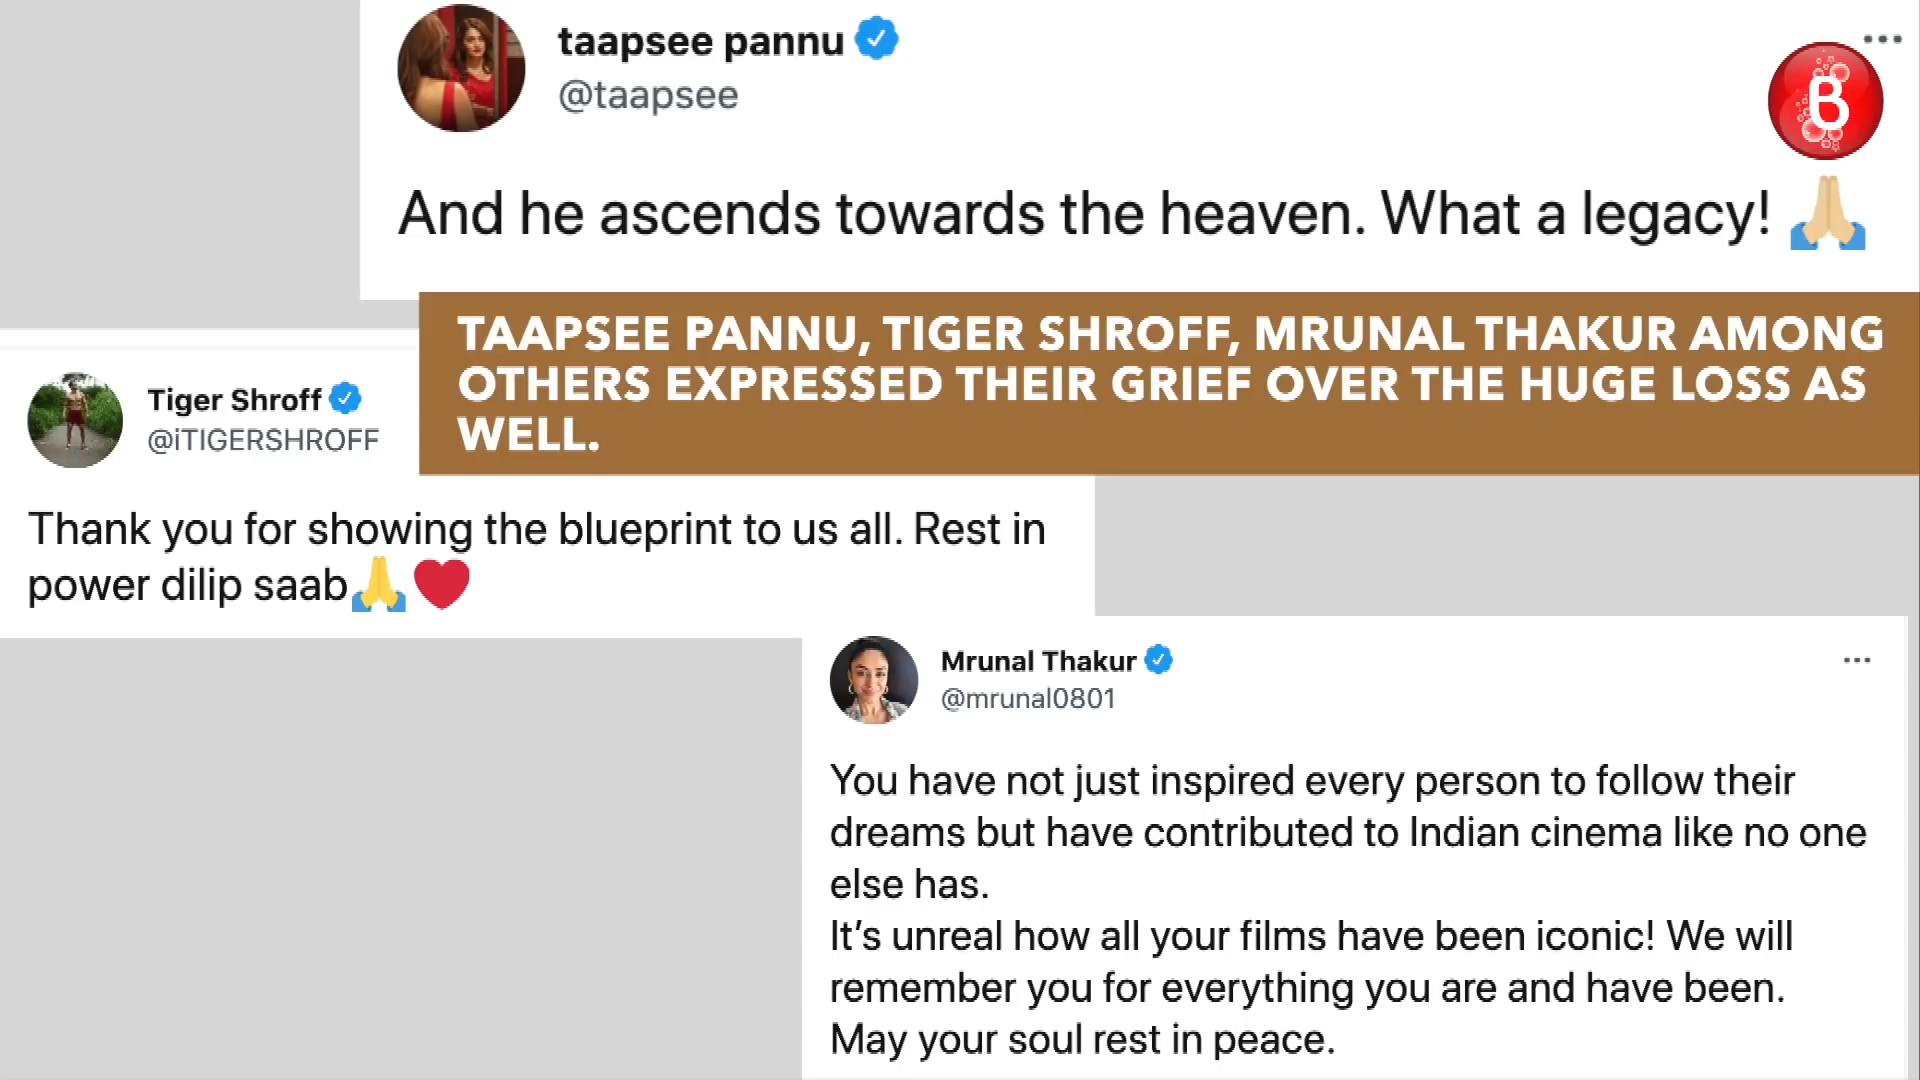 taapsee pannu
@taapsee
B
And he ascends towards the heaven. What a legacy! 🙏🏼
TAAPSEE PANNU, TIGER SHROFF, MRUNAL THAKUR AMONG
OTHERS EXPRESSED THEIR GRIEF OVER THE HUGE LOSS AS
WELL.
Tiger Shroff
@iTIGERSHROFF
Thank you for showing the blueprint to us all. Rest in
power dilip saab🙏❤️
Mrunal Thakur
@mrunal0801
You have not just inspired every person to follow their
dreams but have contributed to Indian cinema like no one
else has.
It’s unreal how all your films have been iconic! We will
remember you for everything you are and have been.
May your soul rest in peace.